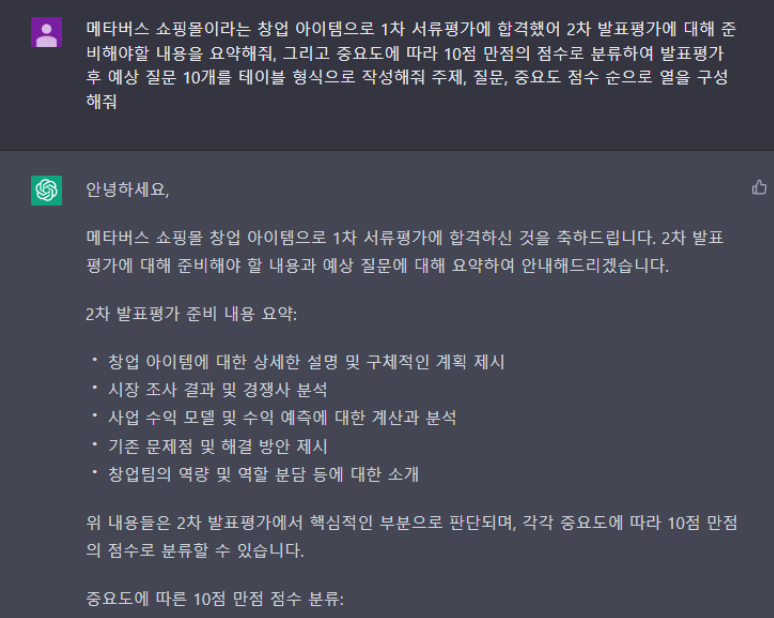 메타버스 쇼핑몰이라는 창업 아이템으로 1차 서류평가에 합격했어 2차 발표평가에 대해 준
비해야할 내용을 요약해줘, 그리고 중요도에 따라 10점 만점의 점수로 분류하여 발표평가
후 예상 질문 10개를 테이블 형식으로 작성해줘 주제, 질문, 중요도 점수 순으로 열을 구성
해줘
안녕하세요,
메타버스 쇼핑몰 창업 아이템으로 1차 서류평가에 합격하신 것을 축하드립니다. 2차 발표
평가에 대해 준비해야 할 내용과 예상 질문에 대해 요약하여 안내해드리겠습니다.
2차 발표평가 준비 내용 요약:
• 창업 아이템에 대한 상세한 설명 및 구체적인 계획 제시
• 시장 조사 결과 및 경쟁사 분석
• 사업 수익 모델 및 수익 예측에 대한 계산과 분석
• 기존 문제점 및 해결 방안 제시
• 창업팀의 역량 및 역할 분담 등에 대한 소개
위 내용들은 2차 발표평가에서 핵심적인 부분으로 판단되며, 각각 중요도에 따라 10점 만점
의 점수로 분류할 수 있습니다.
중요도에 따른 10점 만점 점수 분류: